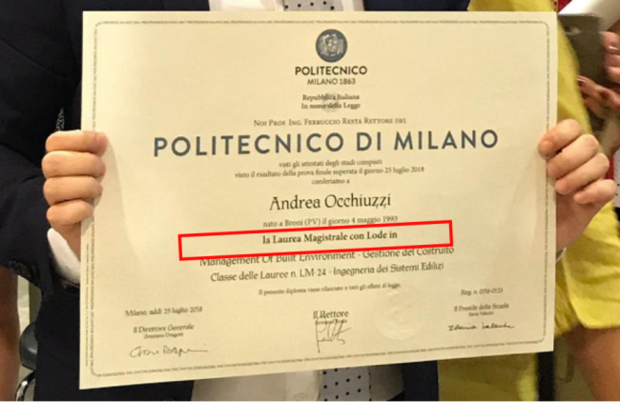 POLITECNICO
MILANO 1863
Repubblica Italiana
In nome della Legge
Noi Prof. Ing. Ferruccio Resta Rettore del
POLITECNICO DI MILANO
visti gli attestati degli studi compiuti
visto il risultato della prova finale superata il giorno 25 luglio 2018
conferiamo a
Andrea Occhiuzzi
nato a Broni (PV) il giorno 4 maggio 1993
la Laurea Magistrale con Lode in
Management Of Built Environment - Gestione del Costruito
Classe delle Lauree n. LM-24 - Ingegneria dei Sistemi Edilizi
Il presente diploma viene rilasciato a tutti gli effetti di legge.
Milano, addì 25 luglio 2018
Il Direttore Generale
Graziano Dragoni
Il Rettore
Ferruccio Resta
Il Preside della Scuola